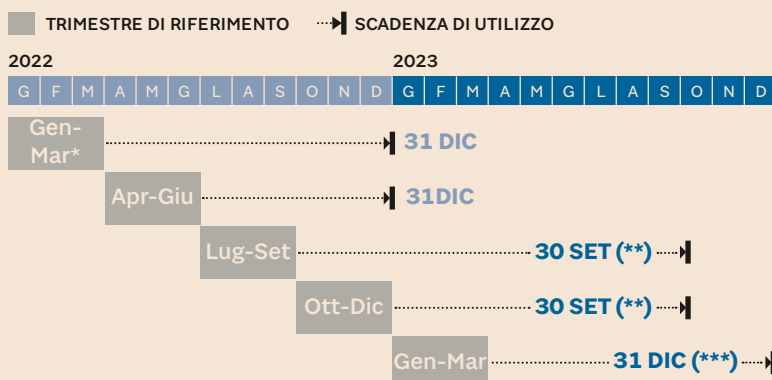 TRIMESTRE DI RIFERIMENTO SCADENZA DI UTILIZZO
2022 2023
G F M A M G L A S O N D G F M A M G L A S O N D
Gen-
Mar* 31 DIC
Apr-Giu 31DIC
Lug-Set 30 SET (**)
Ott-Dic 30 SET (**)
Gen-Mar 31 DIC (***)